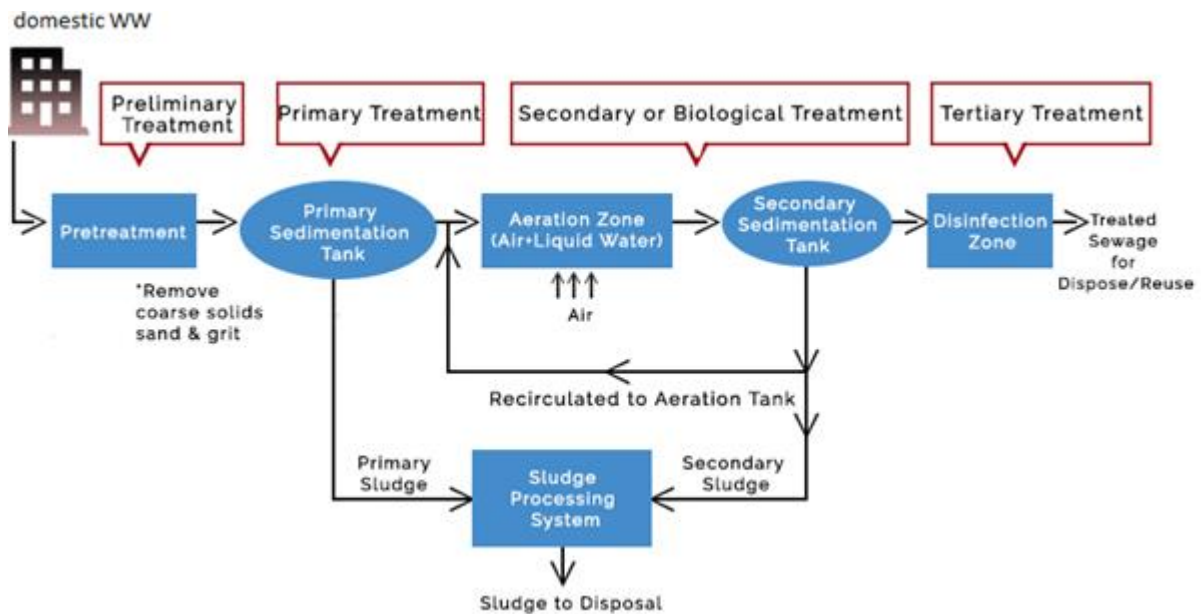 domestic WW
Preliminary
Treatment
Primary Treatment
Secondary or Biological Treatment
Tertiary Treatment
Pretreatment
Primary
Sedimentation
Tank
Aeration Zone
(Air+Liquid Water)
Secondary
Sedimentation
Tank
Disinfection
Zone
Treated
Sewage
for
Dispose/Reuse
*Remove
coarse solids
sand & grit
Air
Recirculated to Aeration Tank
Primary
Sludge
Sludge
Processing
System
Secondary
Sludge
Sludge to Disposal